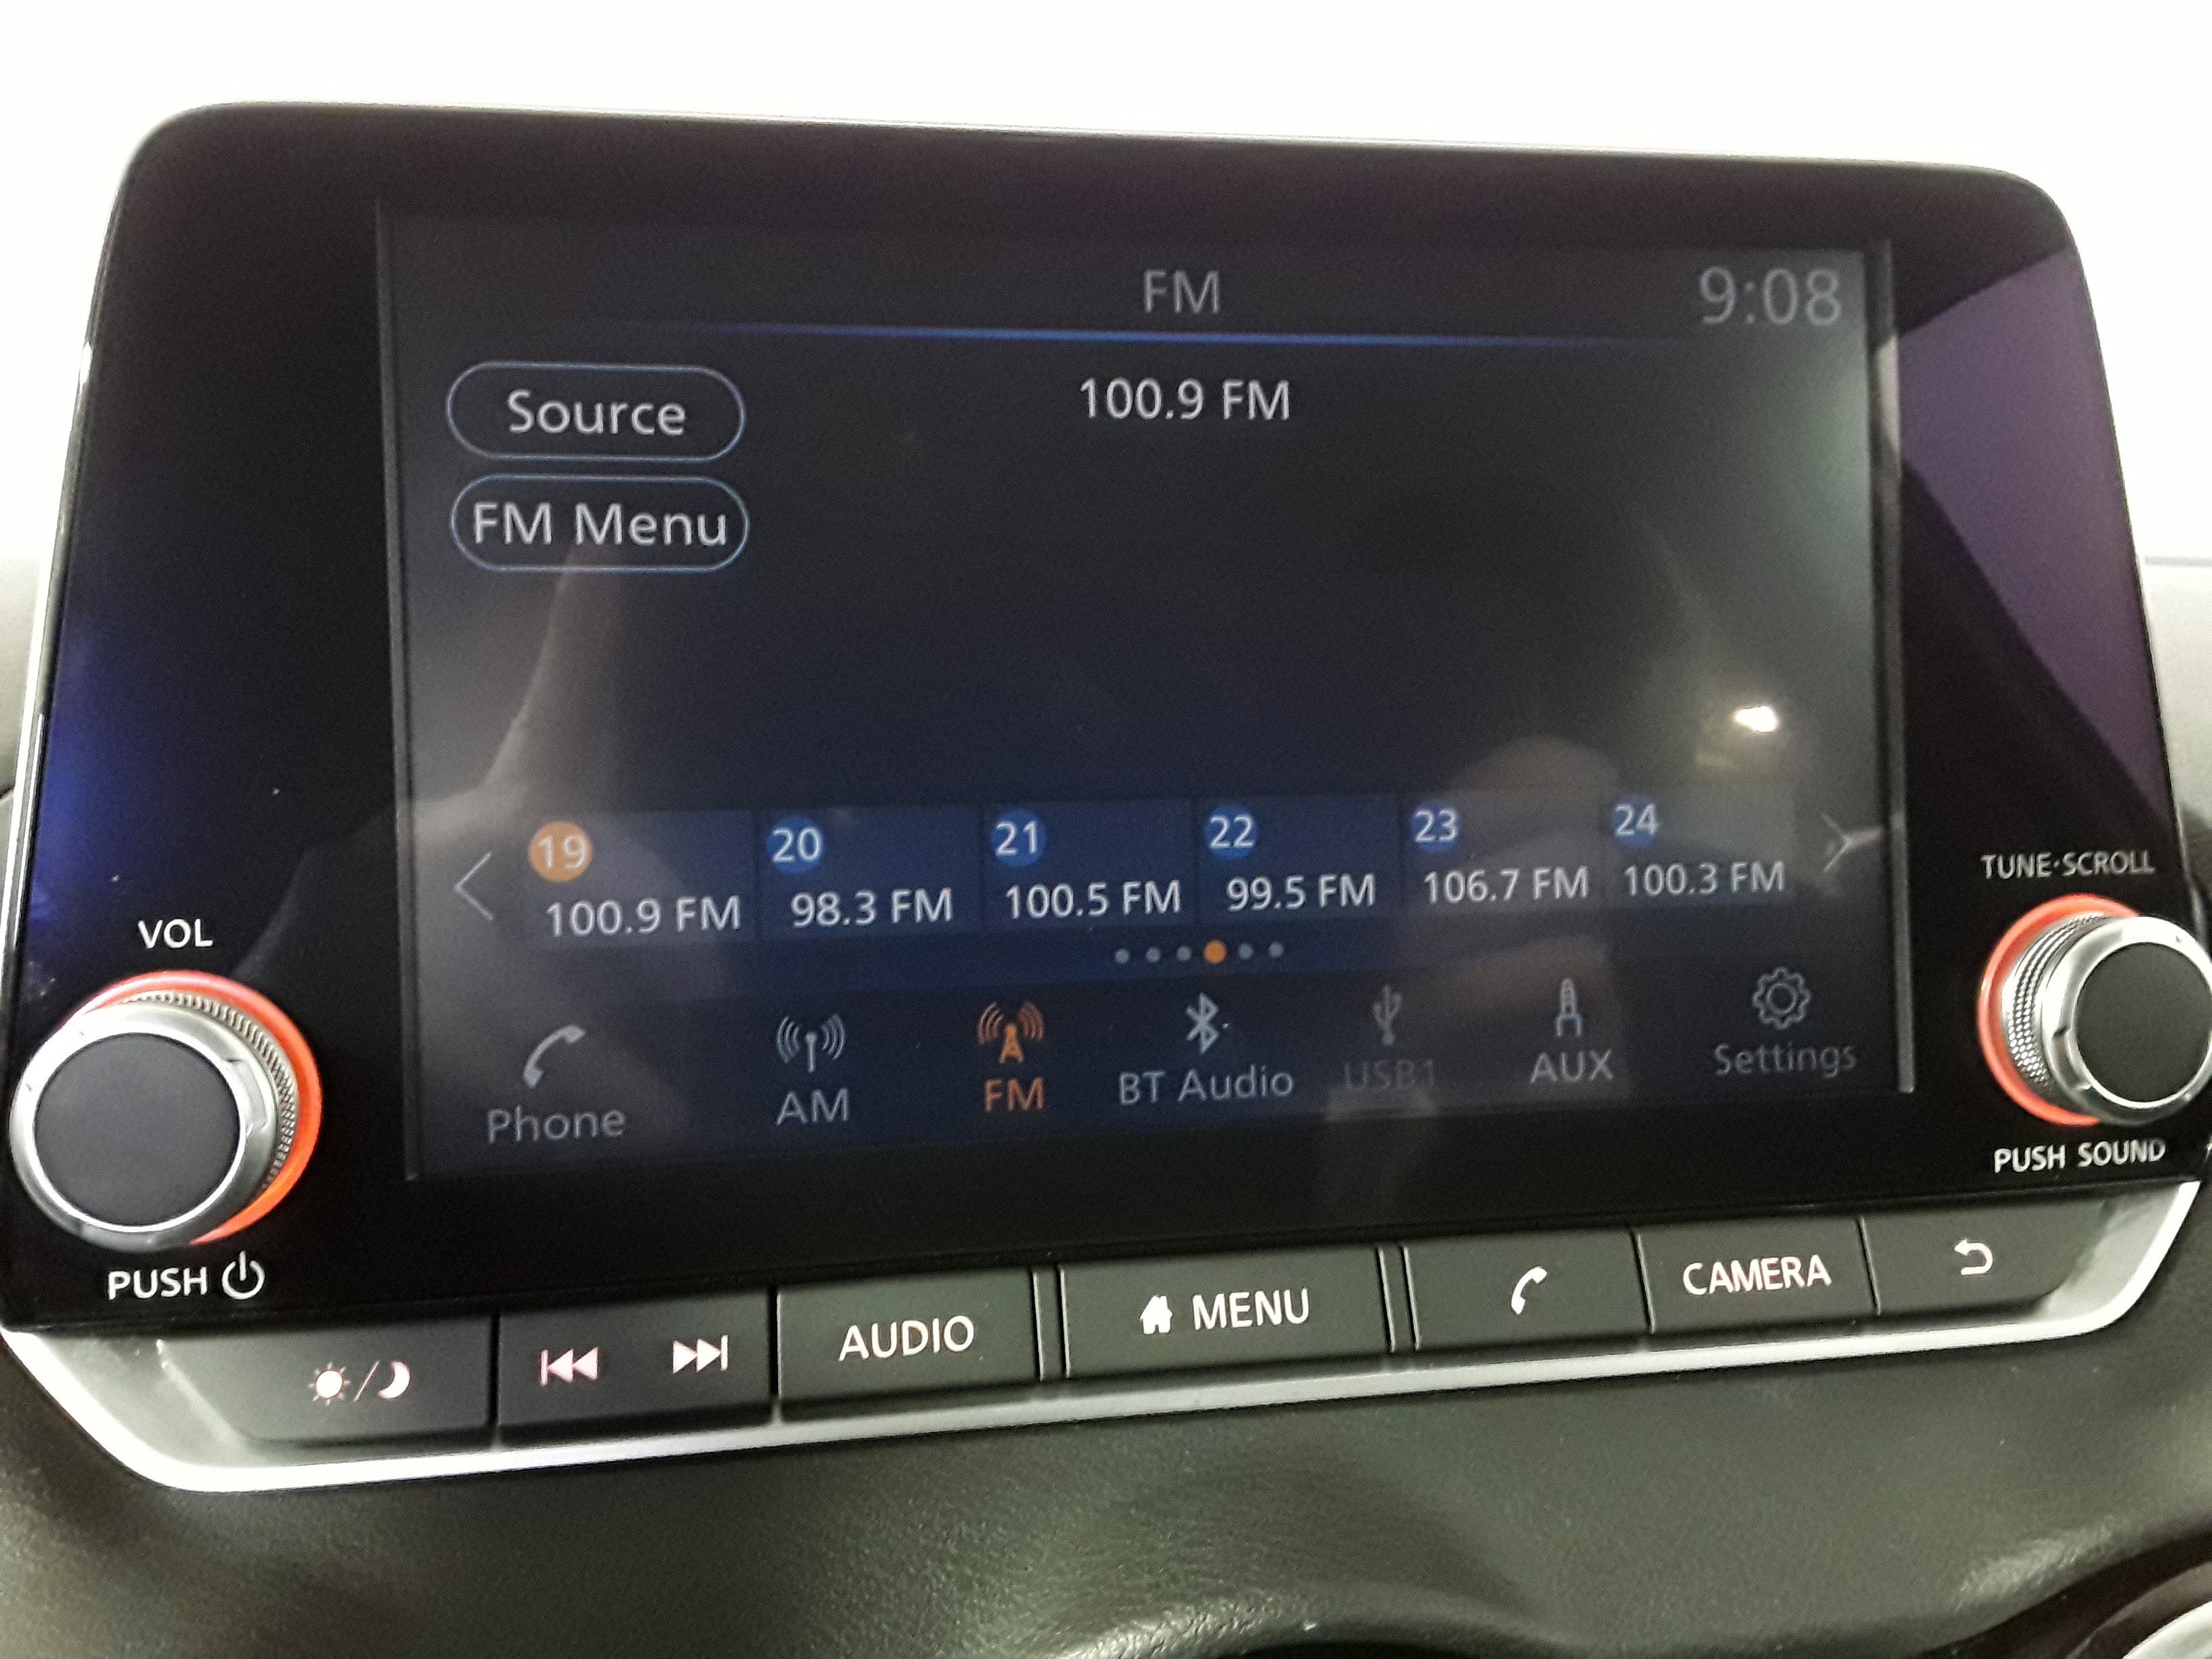 FM
9:08
Source
100.9 FM
FM Menu
19 20 21 22 23 24
100.9 FM 98.3 FM 100.5 FM 99.5 FM 106.7 FM 100.3 FM
Phone AM FM BT Audio USB1 AUX Settings
VOL
PUSH
TUNE·SCROLL
PUSH SOUND
AUDIO MENU CAMERA